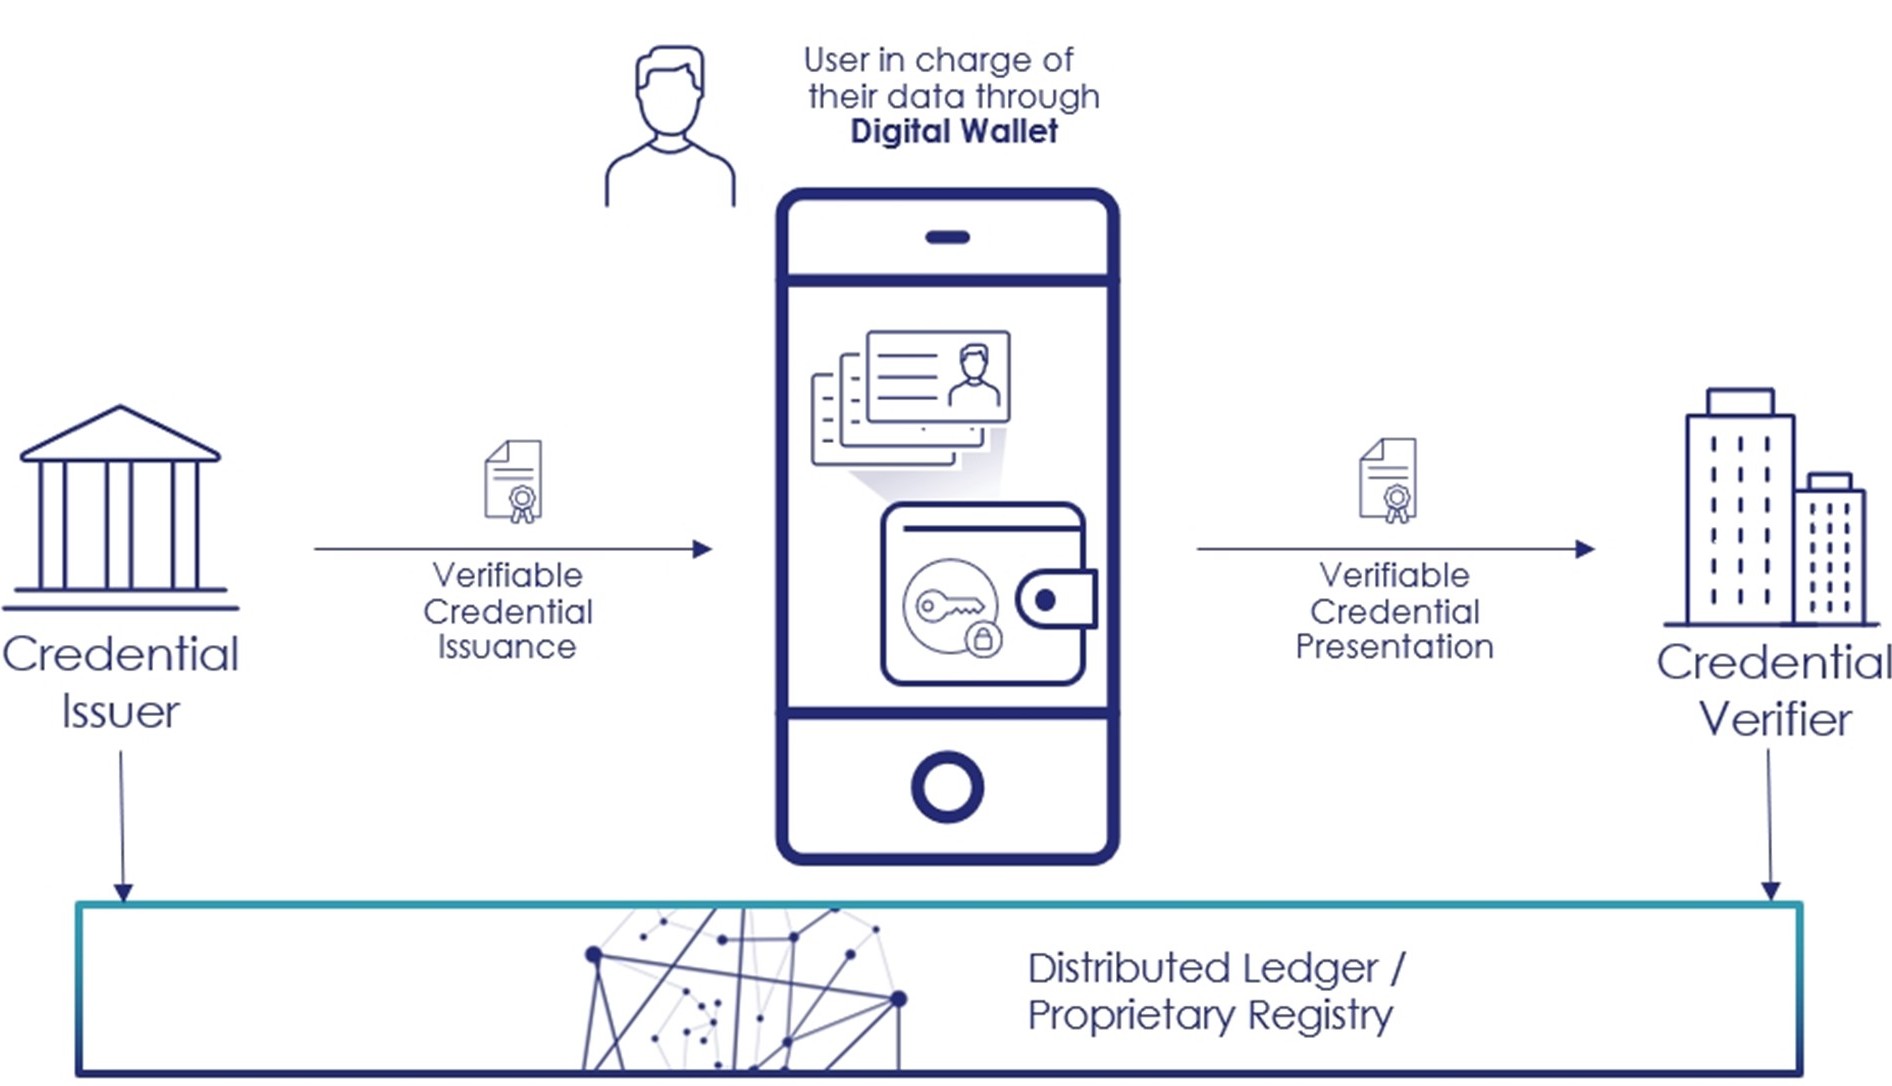 User in charge of
their data through
Digital Wallet
Verifiable
Credential
Issuance
Verifiable
Credential
Presentation
Credential
Issuer
Credential
Verifier
Distributed Ledger /
Proprietary Registry